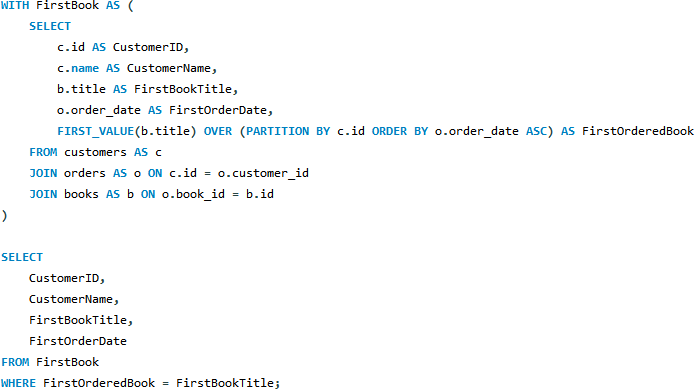 WITH FirstBook AS (
    SELECT
        c.id AS CustomerID,
        c.name AS CustomerName,
        b.title AS FirstBookTitle,
        o.order_date AS FirstOrderDate,
        FIRST_VALUE(b.title) OVER (PARTITION BY c.id ORDER BY o.order_date ASC) AS FirstOrderedBook
    FROM customers AS c
    JOIN orders AS o ON c.id = o.customer_id
    JOIN books AS b ON o.book_id = b.id
)

SELECT
    CustomerID,
    CustomerName,
    FirstBookTitle,
    FirstOrderDate
FROM FirstBook
WHERE FirstOrderedBook = FirstBookTitle;